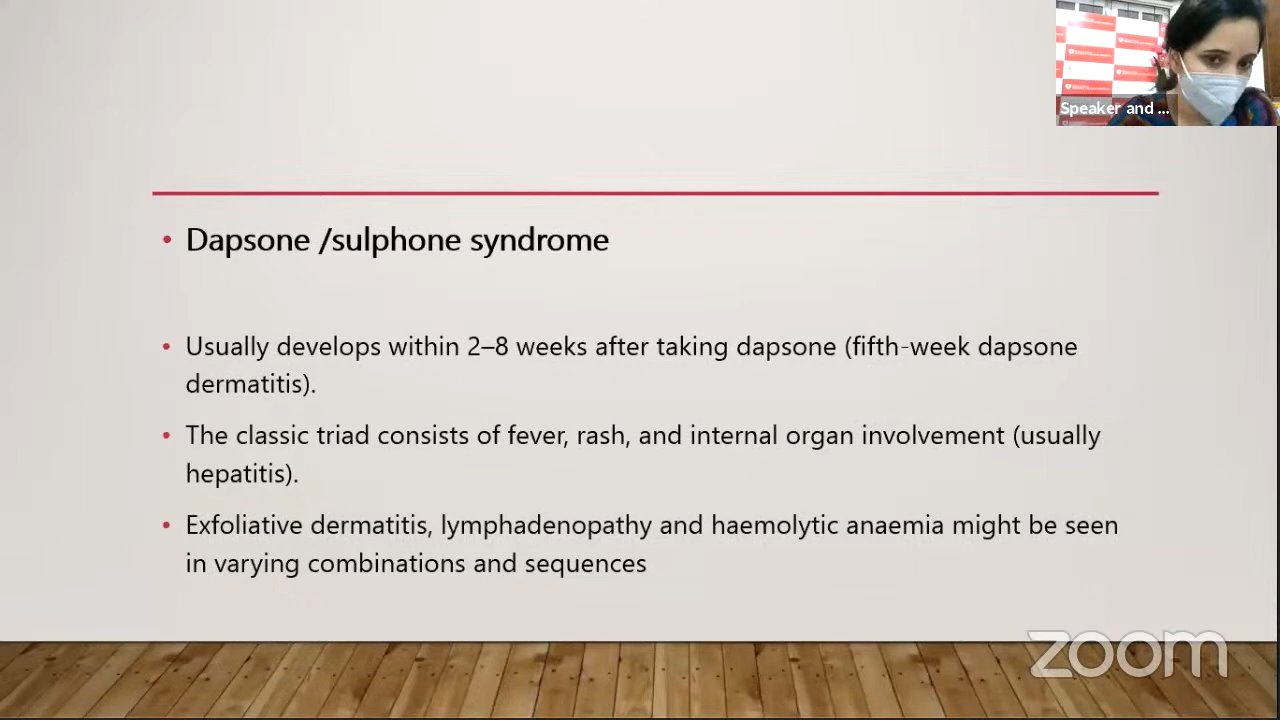 Speaker and ...
• Dapsone /sulphone syndrome
• Usually develops within 2–8 weeks after taking dapsone (fifth-week dapsone
dermatitis).
• The classic triad consists of fever, rash, and internal organ involvement (usually
hepatitis).
• Exfoliative dermatitis, lymphadenopathy and haemolytic anaemia might be seen
in varying combinations and sequences
zoom